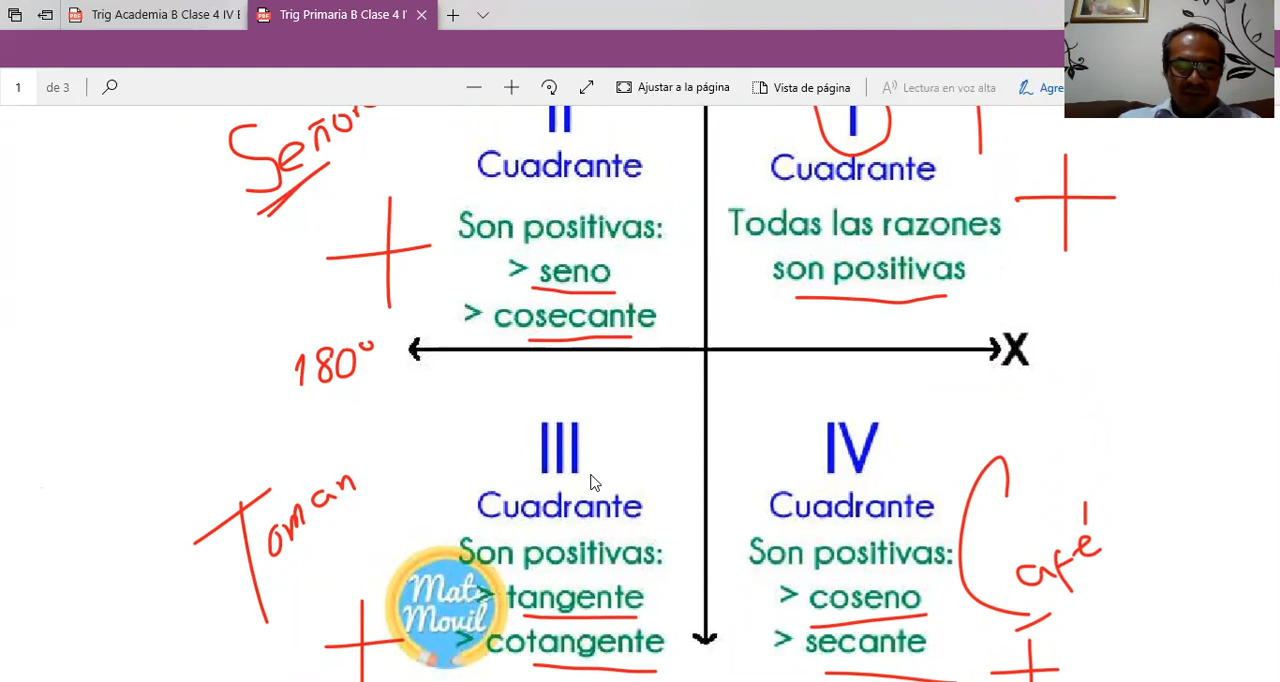 Trig Academia B Clase 4 IV E
Trig Primaria B Clase 4 I
1 de 3
Ajustar a la página
Vista de página
Lectura en voz alta
Agre
Señor
II
Cuadrante
Son positivas:
> seno
> cosecante
I
Cuadrante
Todas las razones
son positivas
180°
X
Toman
III
Cuadrante
Son positivas:
> tangente
> cotangente
Mat
Movil
IV
Cuadrante
Son positivas:
> coseno
> secante
Café